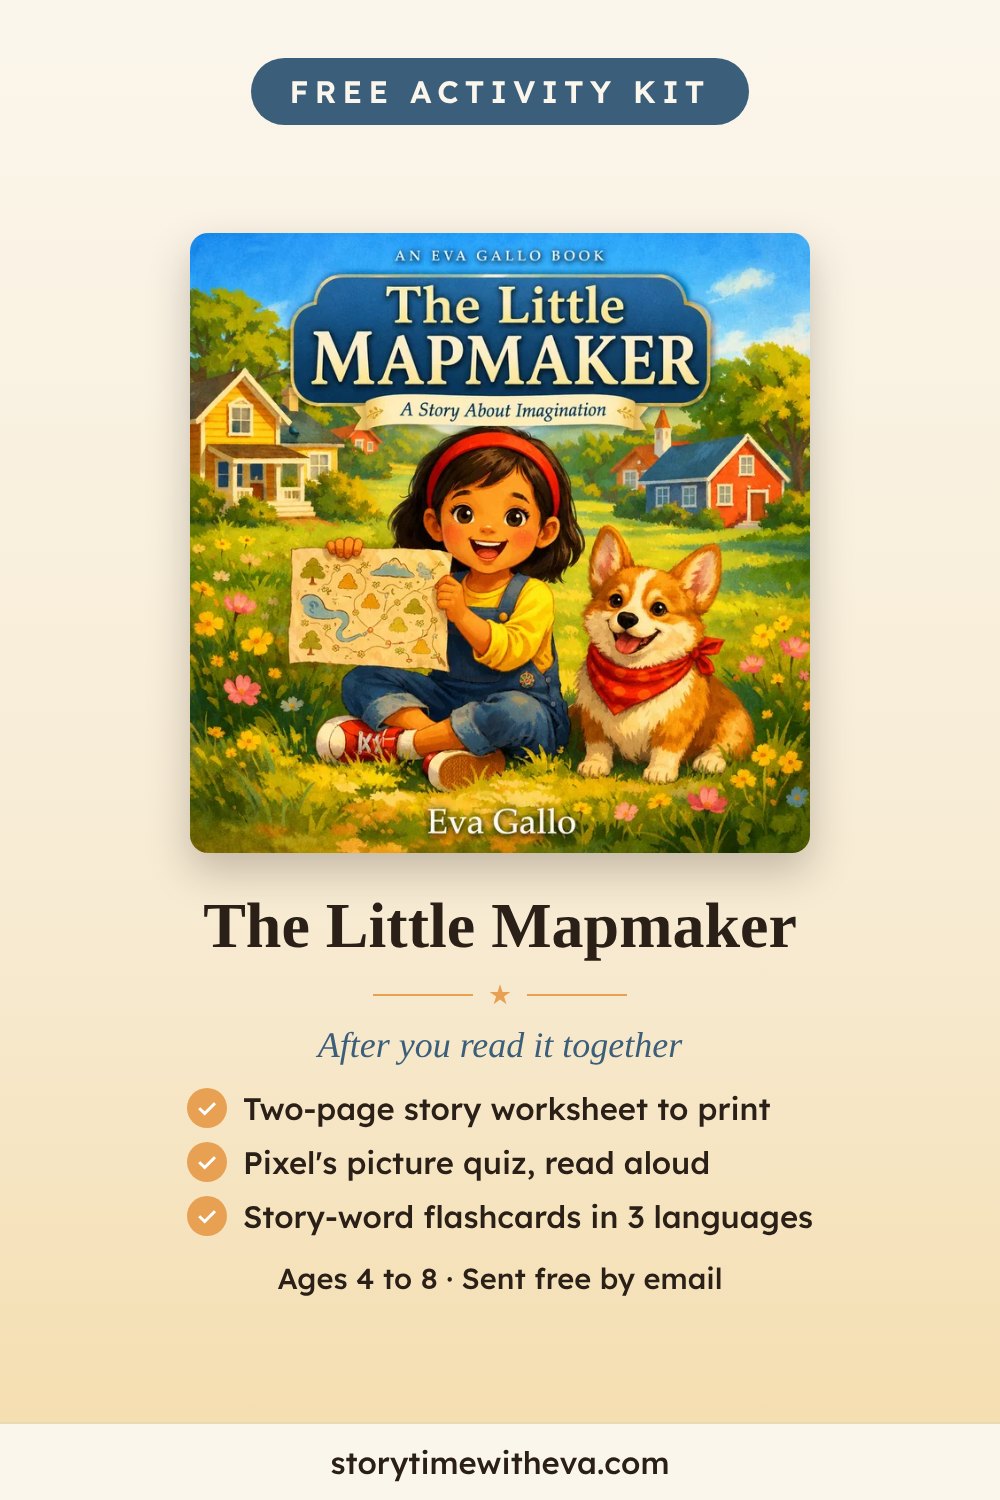 FREE ACTIVITY KIT
AN EVA GALLO BOOK
The Little
MAPMAKER
A Story About Imagination
Eva Gallo
The Little Mapmaker
After you read it together
Two-page story worksheet to print
Pixel's picture quiz, read aloud
Story-word flashcards in 3 languages
Ages 4 to 8 · Sent free by email
storytimewitheva.com